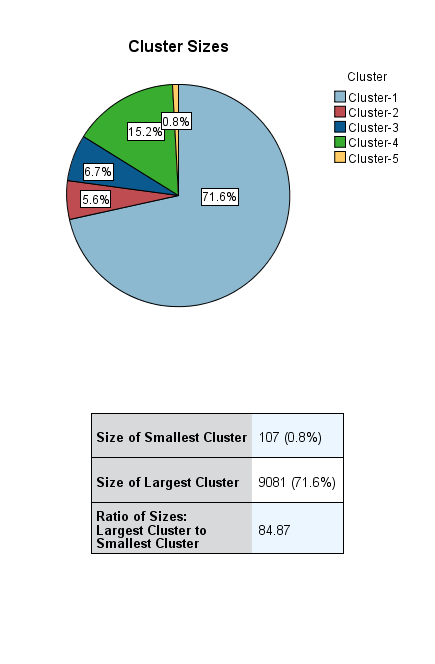 Cluster Sizes
Cluster
Cluster-1
Cluster-2
Cluster-3
Cluster-4
Cluster-5
0.8%
15.2%
6.7%
5.6%
71.6%
Size of Smallest Cluster 107 (0.8%)
Size of Largest Cluster 9081 (71.6%)
Ratio of Sizes:
Largest Cluster to
Smallest Cluster 84.87